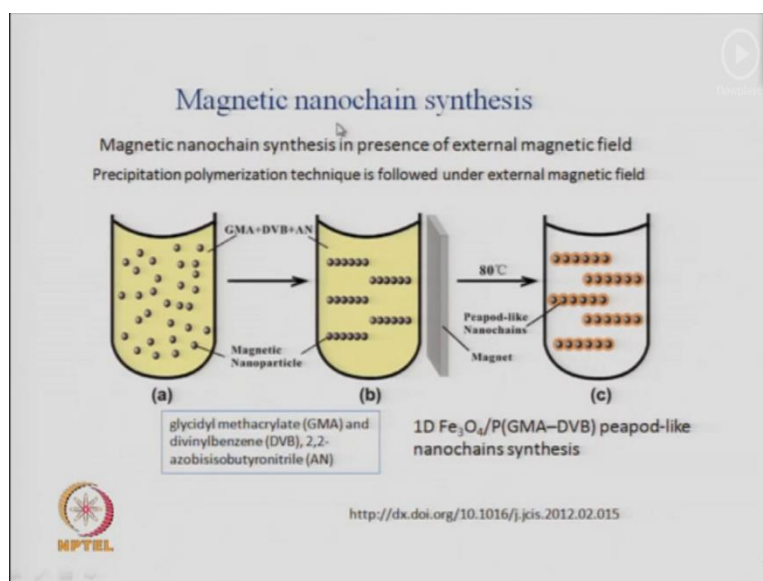 Magnetic nanochain synthesis
Magnetic nanochain synthesis in presence of external magnetic field
Precipitation polymerization technique is followed under external magnetic field
GMA+DVB+AN
80℃
Magnetic
Nanoparticle
Magnet
Peapod-like
Nanochains
(a)
(b)
(c)
glycidyl methacrylate (GMA) and
divinylbenzene (DVB), 2,2-
azobisisobutyronitrile (AN)
1D Fe₃O₄/P(GMA–DVB) peapod-like
nanochains synthesis
http://dx.doi.org/10.1016/j.jcis.2012.02.015
NPTEL